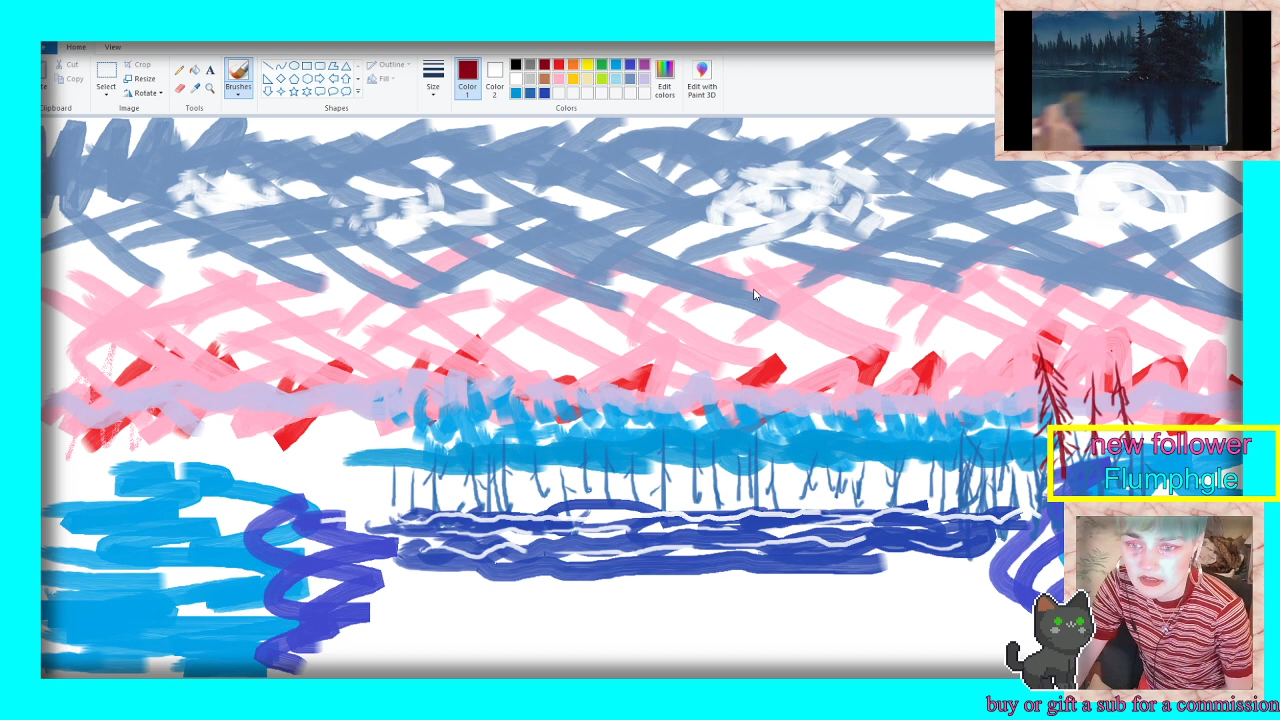 Home View
Cut
Copy
Select
Crop
Resize
Rotate
Brushes
Outline
Fill
Size
Color 1
Color 2
Edit colors
Edit with Paint 3D
Image
Tools
Shapes
Colors
new follower
Flumphgle
buy or gift a sub for a commission